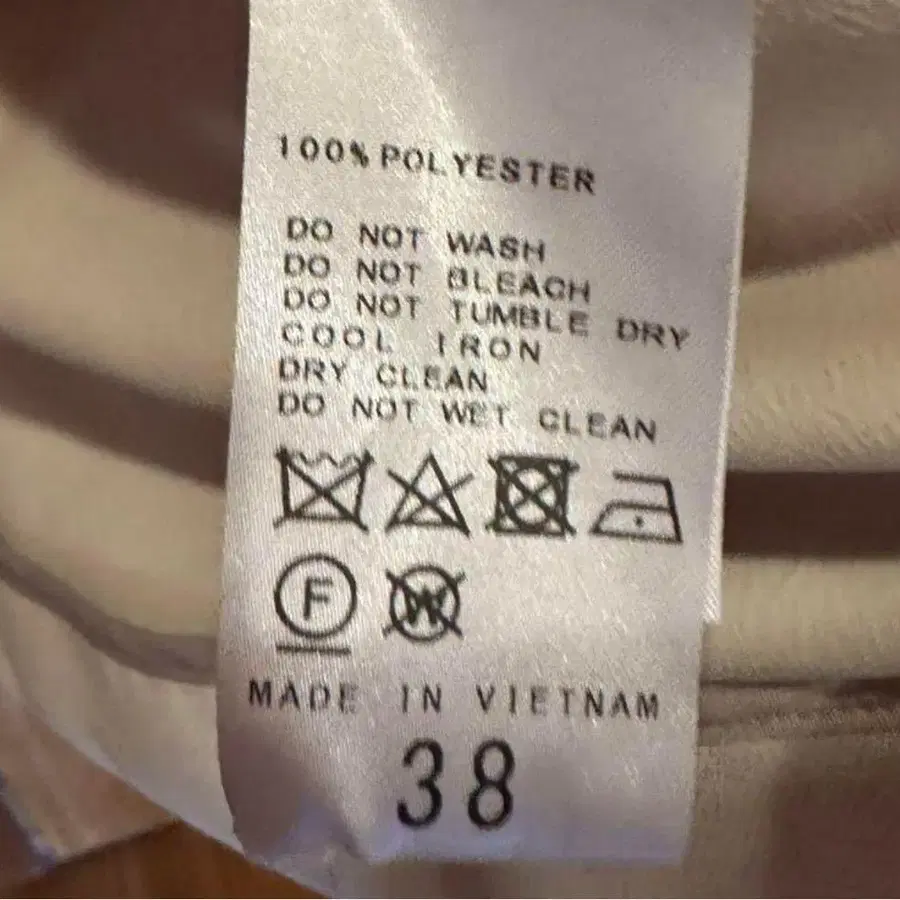 100% POLYESTER
DO NOT WASH
DO NOT BLEACH
DO NOT TUMBLE DRY
COOL IRON
DRY CLEAN
DO NOT WET CLEAN
F W
MADE IN VIETNAM
38